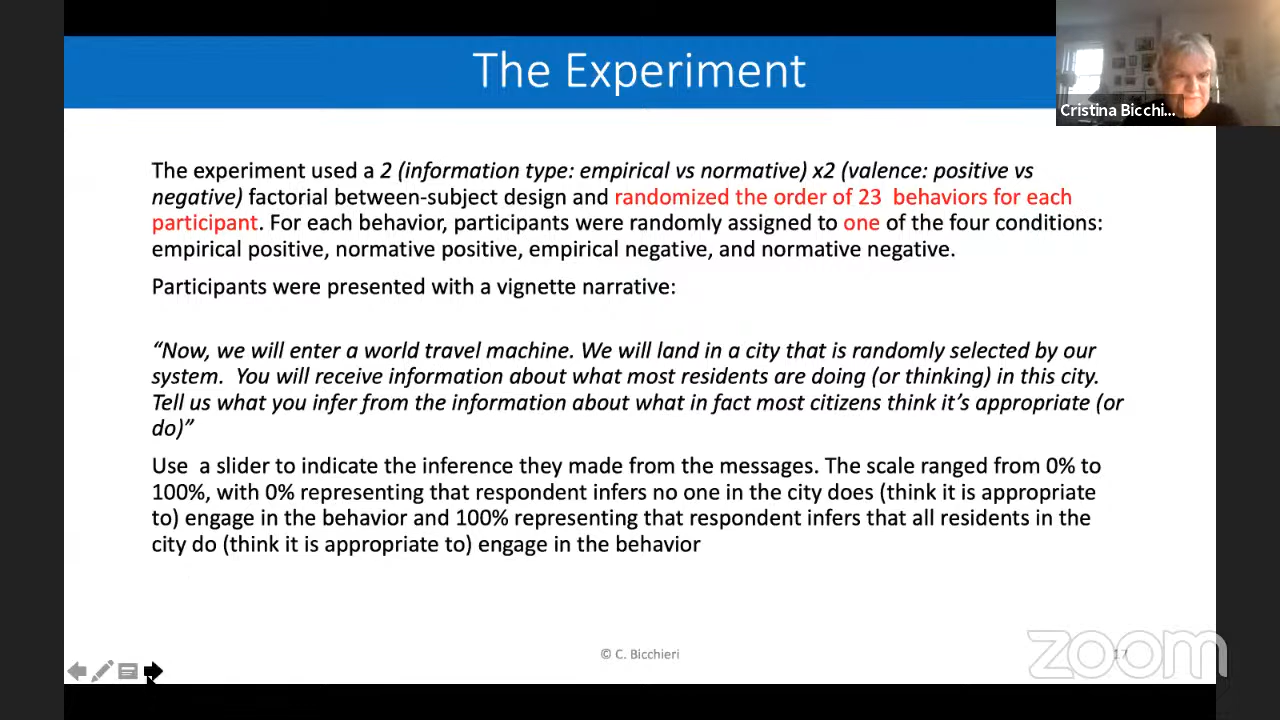 The Experiment
Cristina Bicchi...
The experiment used a 2 (information type: empirical vs normative) x2 (valence: positive vs
negative) factorial between-subject design and randomized the order of 23 behaviors for each
participant. For each behavior, participants were randomly assigned to one of the four conditions:
empirical positive, normative positive, empirical negative, and normative negative.
Participants were presented with a vignette narrative:
“Now, we will enter a world travel machine. We will land in a city that is randomly selected by our
system. You will receive information about what most residents are doing (or thinking) in this city.
Tell us what you infer from the information about what in fact most citizens think it’s appropriate (or
do)”
Use a slider to indicate the inference they made from the messages. The scale ranged from 0% to
100%, with 0% representing that respondent infers no one in the city does (think it is appropriate
to) engage in the behavior and 100% representing that respondent infers that all residents in the
city do (think it is appropriate to) engage in the behavior
© C. Bicchieri
17
zoom